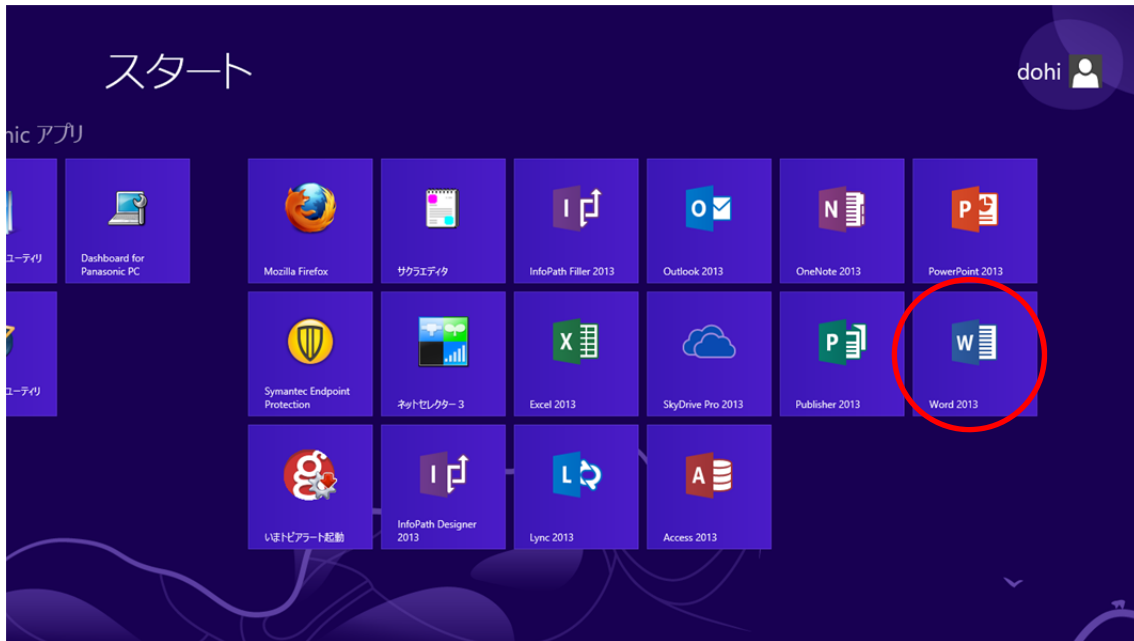 スタート
dohi
nic アプリ
ユーティリ
Dashboard for
Panasonic PC
Mozilla Firefox
サクラエディタ
InfoPath Filler 2013
Outlook 2013
OneNote 2013
PowerPoint 2013
ユーティリ
Symantec Endpoint
Protection
ネットセレクター 3
Excel 2013
SkyDrive Pro 2013
Publisher 2013
Word 2013
いまトピアラート起動
InfoPath Designer
2013
Lync 2013
Access 2013